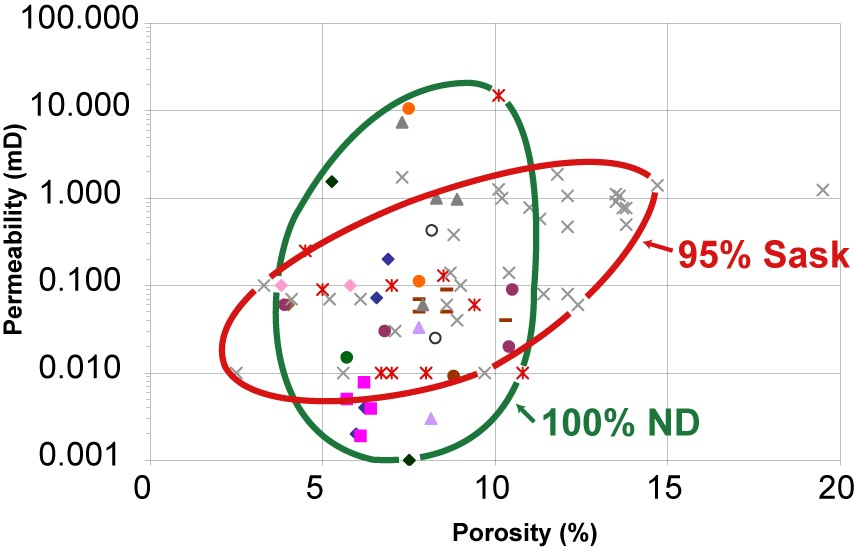 100.000
10.000
1.000
0.100
0.010
0.001
Permeability (mD)
95% Sask
100% ND
0 5 10 15 20
Porosity (%)